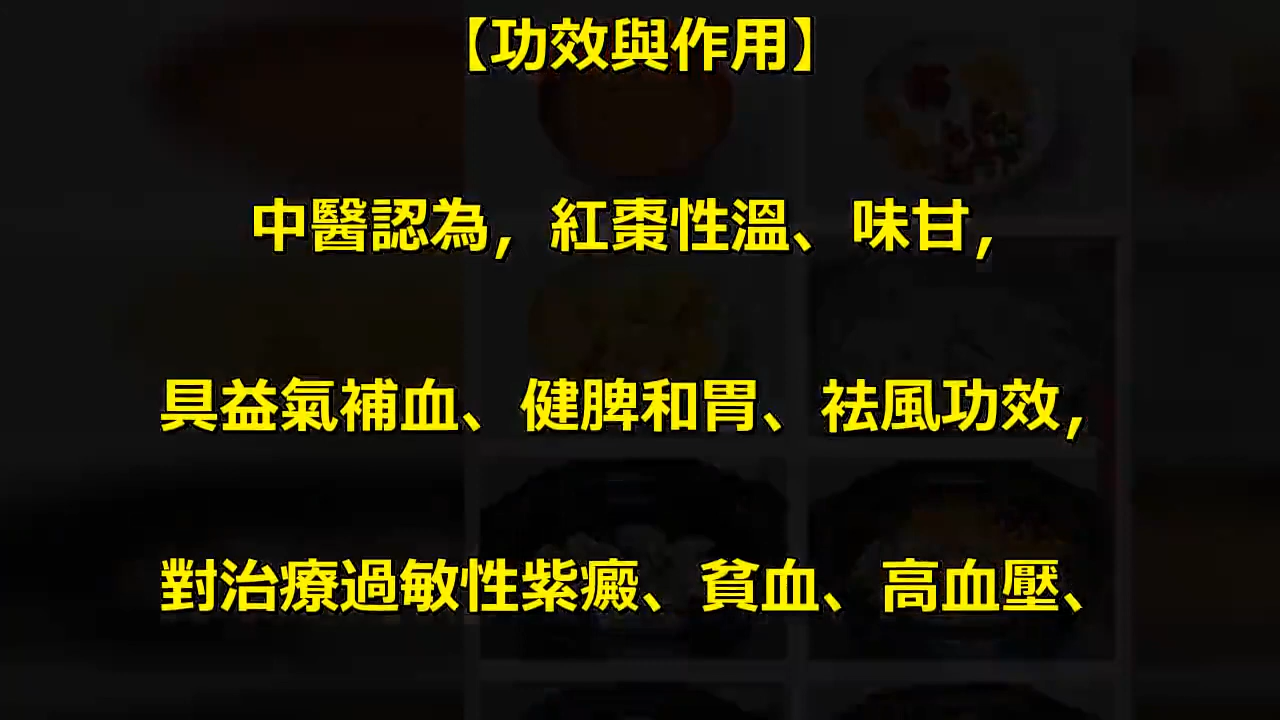 【功效與作用】
中醫認為，紅棗性溫、味甘，
具益氣補血、健脾和胃、祛風功效，
對治療過敏性紫癜、貧血、高血壓、